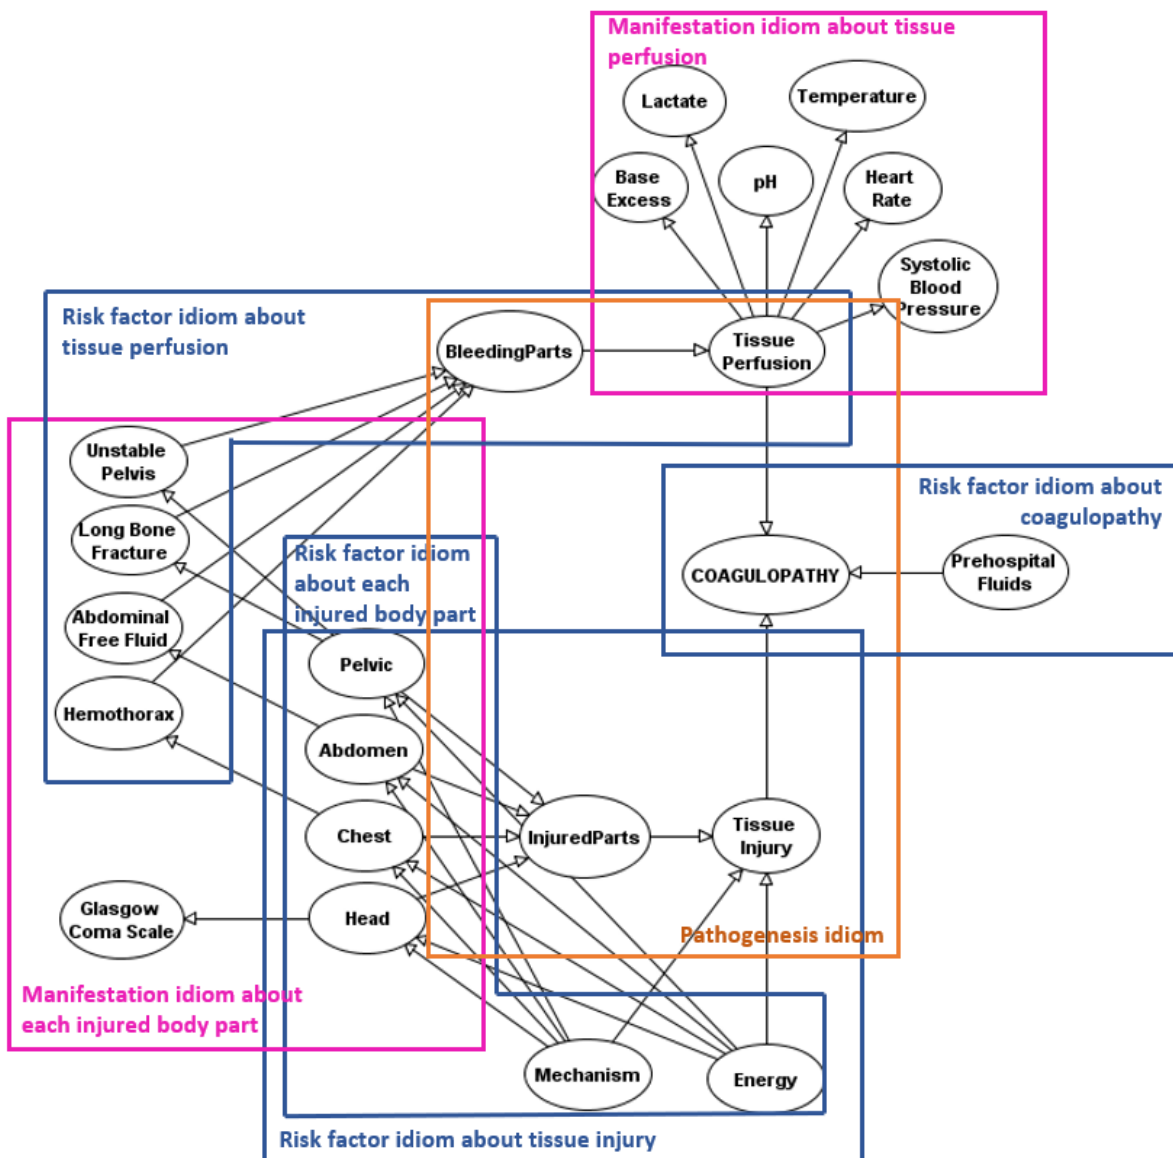 Manifestation idiom about tissue
perfusion
Lactate
Temperature
Base
Excess
pH
Heart
Rate
Systolic
Blood
Pressure
Risk factor idiom about
tissue perfusion
BleedingParts
Tissue
Perfusion
Unstable
Pelvis
Risk factor idiom about
coagulopathy
Long Bone
Fracture
Risk factor idiom
about each
injured body part
COAGULOPATHY
Prehospital
Fluids
Abdominal
Free Fluid
Pelvic
Hemothorax
Abdomen
Chest
InjuredParts
Tissue
Injury
Glasgow
Coma Scale
Head
Pathogenesis idiom
Manifestation idiom about
each injured body part
Mechanism
Energy
Risk factor idiom about tissue injury